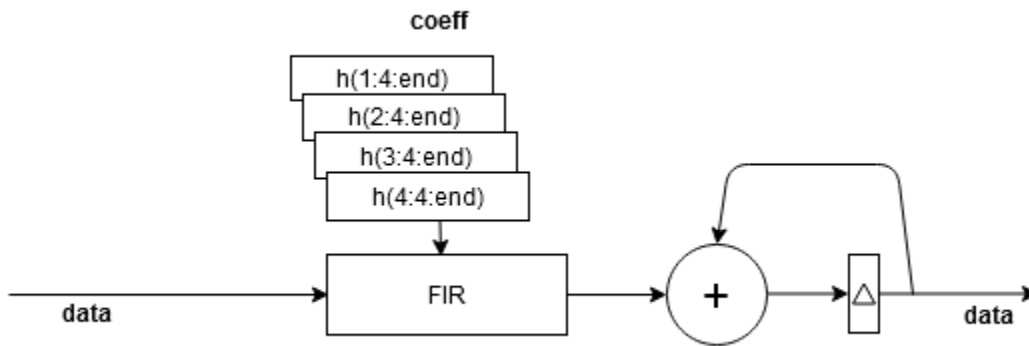 coeff
h(1:4:end)
h(2:4:end)
h(3:4:end)
h(4:4:end)
data
FIR
+
△
data